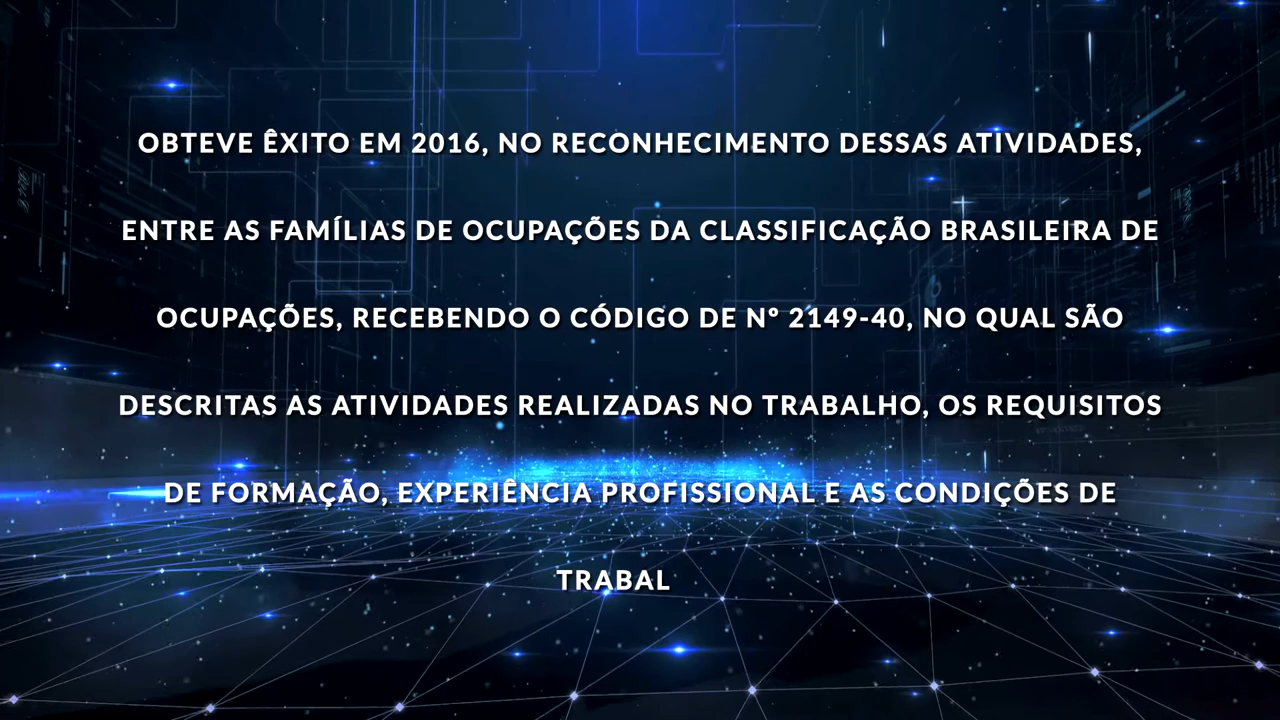 OBTEVE ÊXITO EM 2016, NO RECONHECIMENTO DESSAS ATIVIDADES,
ENTRE AS FAMÍLIAS DE OCUPAÇÕES DA CLASSIFICAÇÃO BRASILEIRA DE
OCUPAÇÕES, RECEBENDO O CÓDIGO DE Nº 2149-40, NO QUAL SÃO
DESCRITAS AS ATIVIDADES REALIZADAS NO TRABALHO, OS REQUISITOS
DE FORMAÇÃO, EXPERIÊNCIA PROFISSIONAL E AS CONDIÇÕES DE
TRABAL